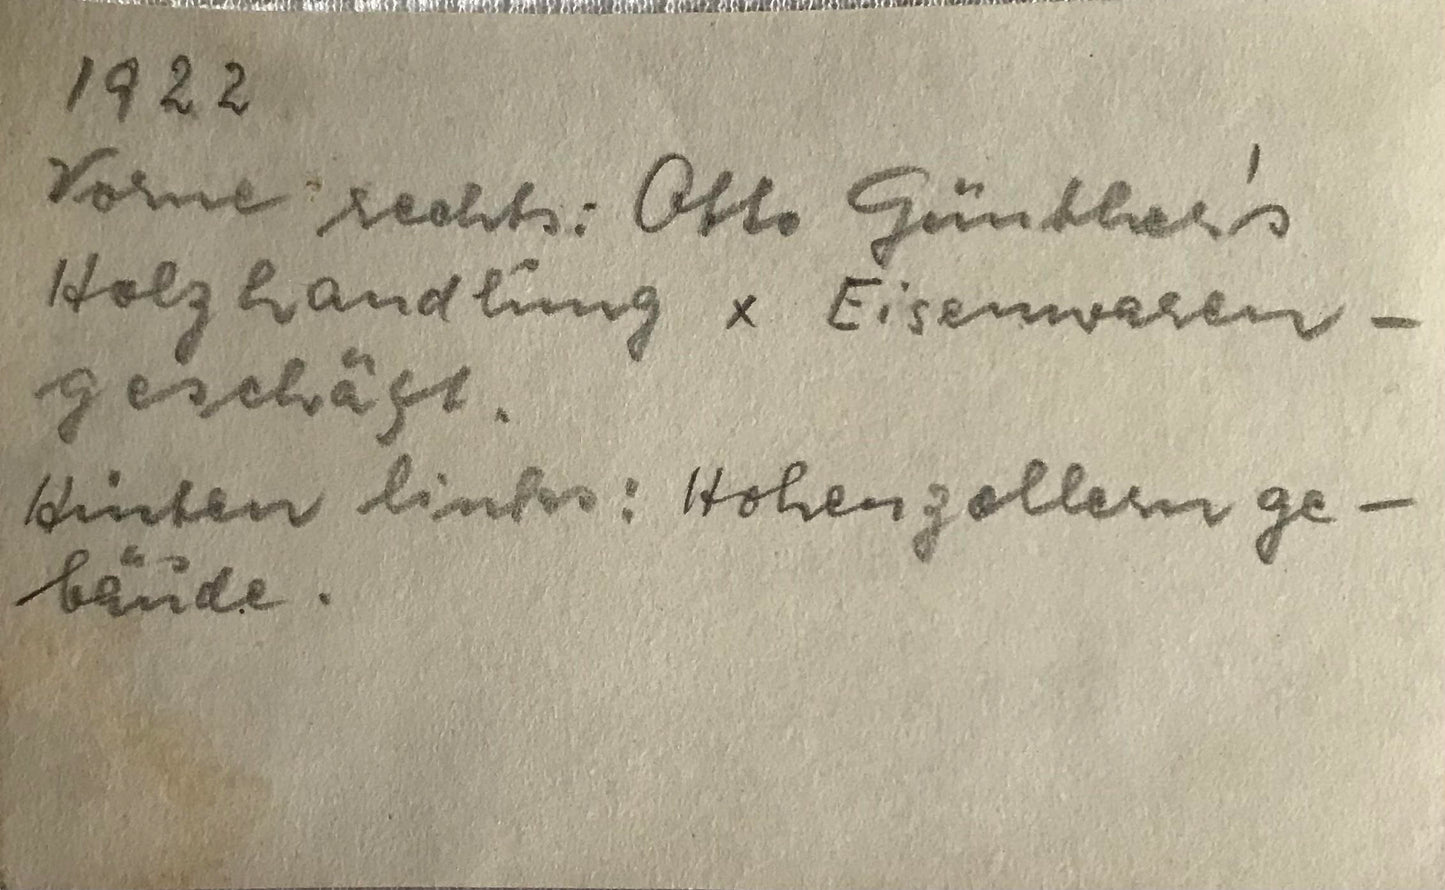 1922
Vorne rechts: Otto Günther's
Holzhandlung x Eisenwaren-
geschäft.
Hinten links: Hohenzollernge-
bäude.